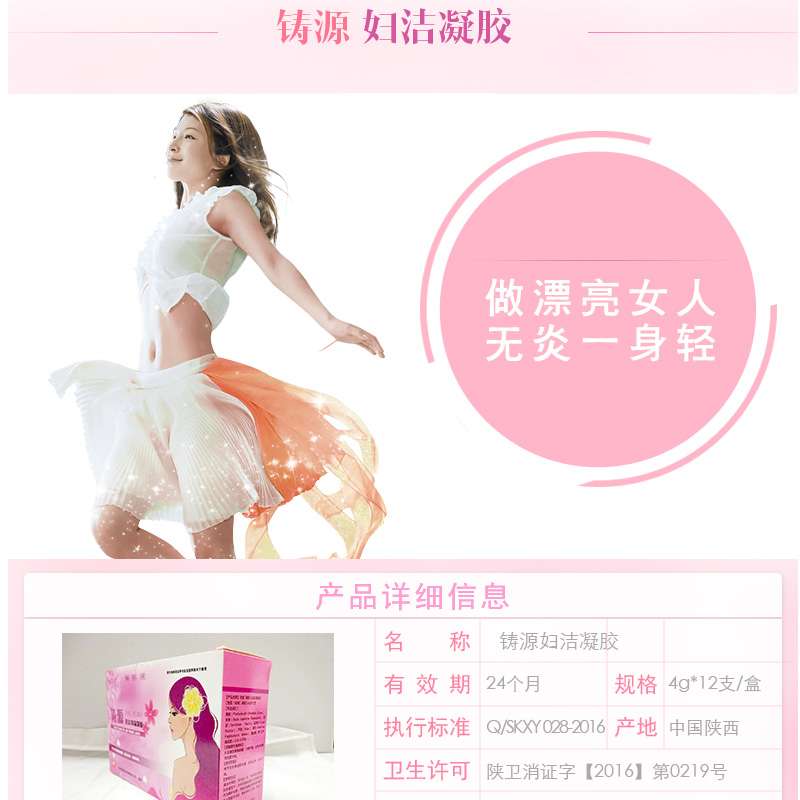 铸源 妇洁凝胶
做漂亮女人
无炎一身轻
产品详细信息
名 称 铸源妇洁凝胶
有 效 期 24个月 规格 4g*12支/盒
执行标准 Q/SKXY 028-2016 产地 中国陕西
卫生许可 陕卫消证字【2016】第0219号